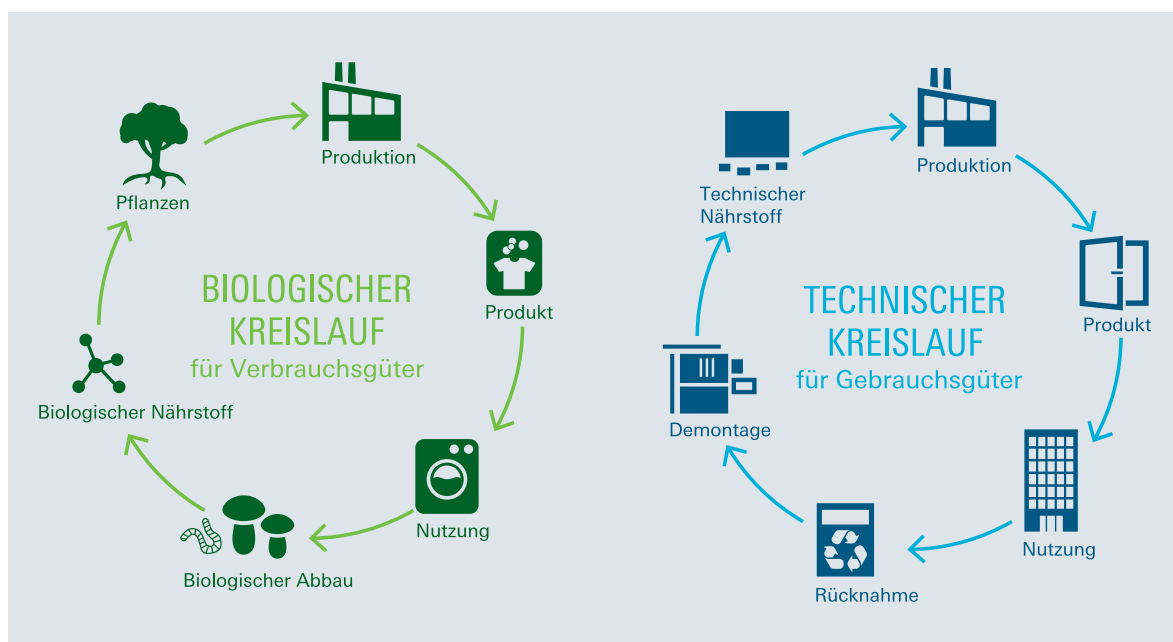 Produktion
Pflanzen
Produkt
BIOLOGISCHER
KREISLAUF
für Verbrauchsgüter
Biologischer Nährstoff
Nutzung
Biologischer Abbau
Produktion
Technischer
Nährstoff
Produkt
TECHNISCHER
KREISLAUF
für Gebrauchsgüter
Demontage
Nutzung
Rücknahme